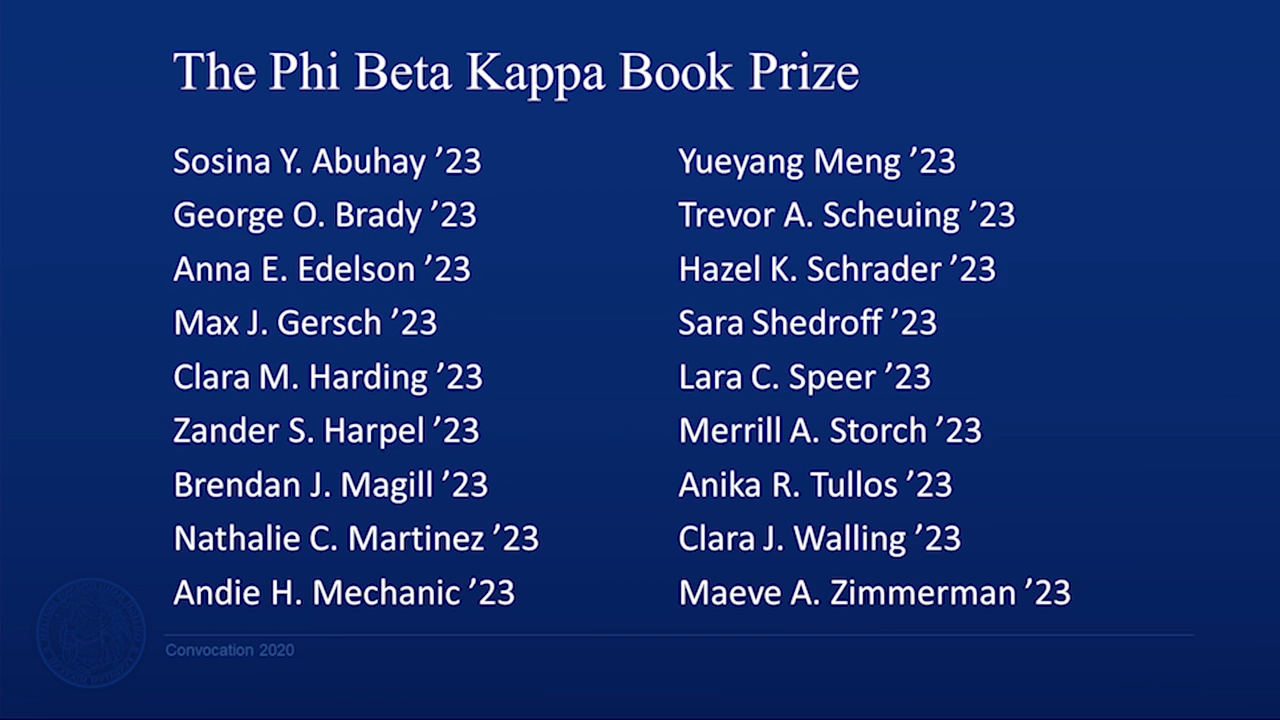 The Phi Beta Kappa Book Prize
Sosina Y. Abuhay ’23
George O. Brady ’23
Anna E. Edelson ’23
Max J. Gersch ’23
Clara M. Harding ’23
Zander S. Harpel ’23
Brendan J. Magill ’23
Nathalie C. Martinez ’23
Andie H. Mechanic ’23
Yueyang Meng ’23
Trevor A. Scheuing ’23
Hazel K. Schrader ’23
Sara Shedroff ’23
Lara C. Speer ’23
Merrill A. Storch ’23
Anika R. Tullos ’23
Clara J. Walling ’23
Maeve A. Zimmerman ’23
Convocation 2020